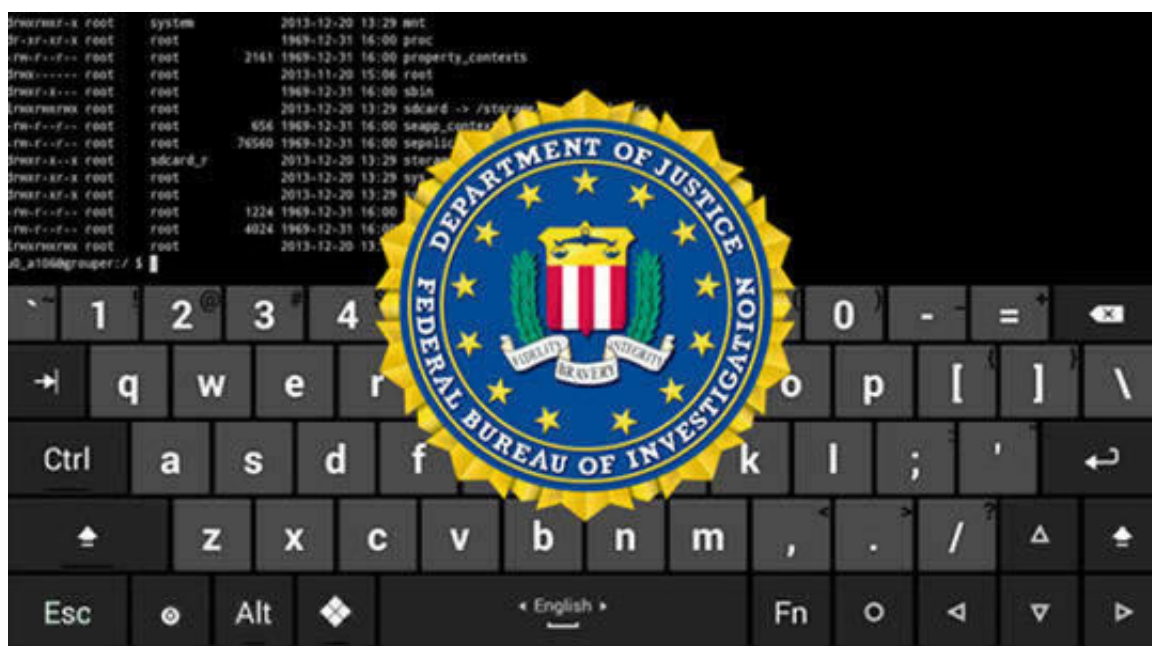 drwxrwxr-x root system 2013-12-20 13:29 mnt
dr-xr-xr-x root root 1969-12-31 16:00 proc
-rw-r--r-- root root 2161 1969-12-31 16:00 property_contexts
drwx------ root root 2013-11-20 15:06 root
drwxr-x--- root root 1969-12-31 16:00 sbin
lrwxrwxrwx root root 2013-12-20 13:29 sdcard -> /storage
-rw-r--r-- root root 656 1969-12-31 16:00 seapp_contex
-rw-r--r-- root root 76560 1969-12-31 16:00 sepolic
drwxr-x--x root sdcard_r 2013-12-20 13:29 stora
drwxr-xr-x root root 2013-12-20 13:29 sys
drwxr-xr-x root root 2013-12-20 13:29
-rw-r--r-- root root 1224 1969-12-31 16:00
-rw-r--r-- root root 4024 1969-12-31 16:00
lrwxrwxrwx root root 2013-12-20 13:
u0_a106@grouper:/ $
DEPARTMENT OF JUSTICE
FIDELITY BRAVERY INTEGRITY
FEDERAL BUREAU OF INVESTIGATION
` ~ 1 ! 2 @ 3 # 4 ( 0 ) - _ = +
q w e r o p [ { ] } \
Ctrl a s d f k l ; : ' "
z x c v b n m , < . > / ?
Esc Alt English Fn